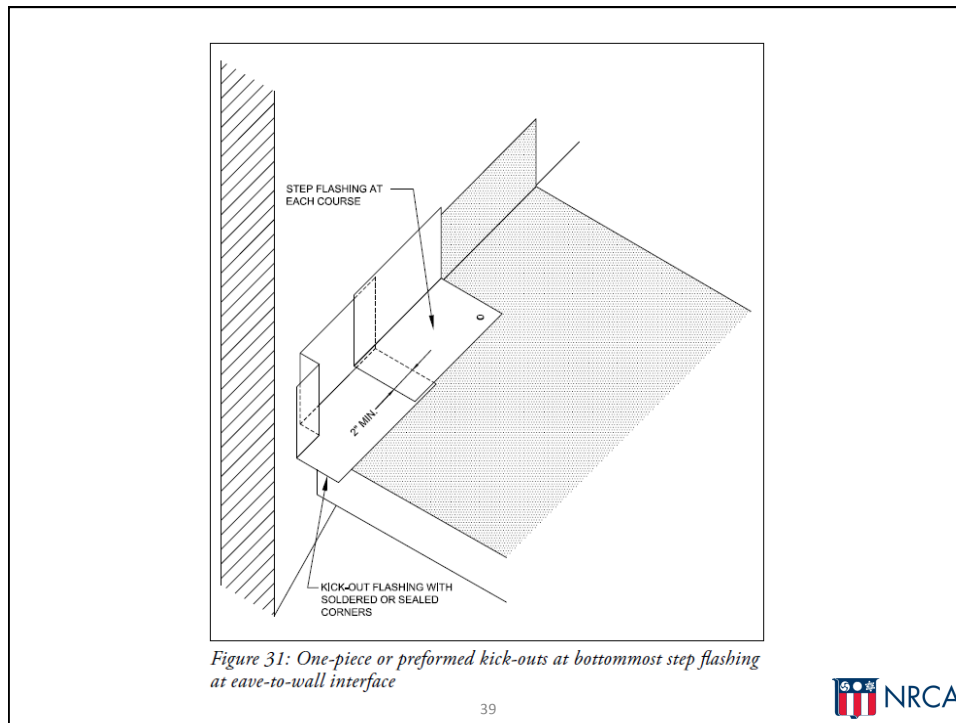 STEP FLASHING AT
EACH COURSE
2" MIN.
KICK-OUT FLASHING WITH
SOLDERED OR SEALED
CORNERS
Figure 31: One-piece or preformed kick-outs at bottommost step flashing
at eave-to-wall interface
39
NRCA